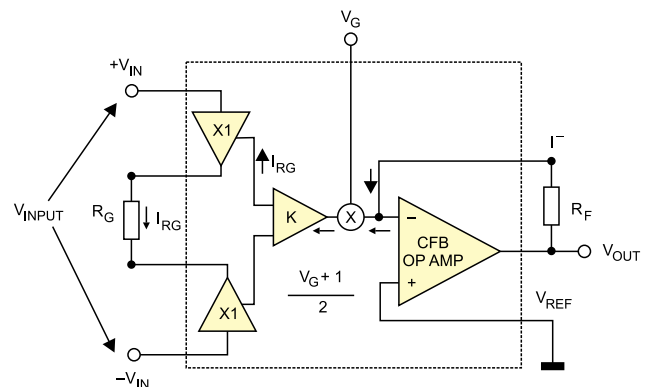 V_G
+V_IN
X1
I_RG
I⁻
V_INPUT
R_G
I_RG
K
X
−
CFB
OP AMP
+
R_F
V_OUT
V_G + 1
2
X1
V_REF
−V_IN